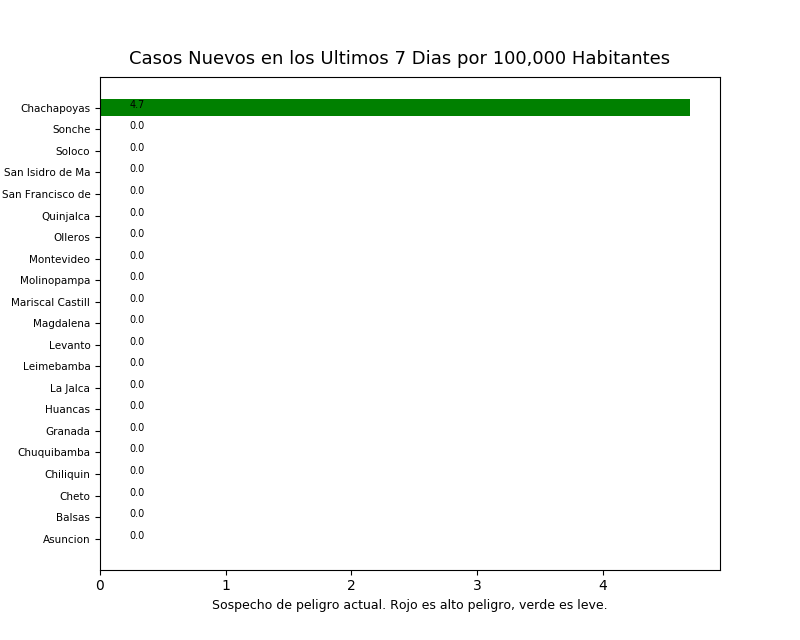 Casos Nuevos en los Ultimos 7 Dias por 100,000 Habitantes
Chachapoyas 4.7
Sonche 0.0
Soloco 0.0
San Isidro de Ma 0.0
San Francisco de 0.0
Quinjalca 0.0
Olleros 0.0
Montevideo 0.0
Molinopampa 0.0
Mariscal Castill 0.0
Magdalena 0.0
Levanto 0.0
Leimebamba 0.0
La Jalca 0.0
Huancas 0.0
Granada 0.0
Chuquibamba 0.0
Chiliquin 0.0
Cheto 0.0
Balsas 0.0
Asuncion 0.0
0 1 2 3 4
Sospecho de peligro actual. Rojo es alto peligro, verde es leve.